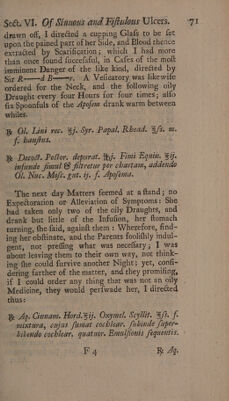 Sect. VI. Of Sinuous and Fistulous Ulcers. 71
drawn off, I directed a cupping Glass to be set
upon the pained part of her Side, and Blood thence
extracted by Scarification; which I had more
than once found successful, in Cases of the most
imminent Danger of the like kind, directed by
Sir R——d B——e. A Vesicatory was likewise
ordered for the Neck, and the following oily
Draught every four Hours for four times; also
six Spoonfuls of the Aposem drank warm between
whiles.
℞ Ol. Lini rec. ℥j. Syr. Papal. Rhead. ℥ſs. m.
f. haustus.
℞ Decoct. Pector. depurat. ℔j. Fimi Equin. ℥ij.
infunde simul & filtretur per chartam, addendo
Ol. Nuc. Mosc. gut. ij. f. Aposema.
The next day Matters seemed at a stand; no
Expectoration or Alleviation of Symptoms: She
had taken only two of the oily Draughts, and
drank but little of the Infusion, her stomach
turning, she said, against them: Wherefore, find-
ing her obstinate, and the Parents foolishly indul-
gent, not pressing what was necessary; I was
about leaving them to their own way, not think-
ing she could survive another Night; yet, consi-
dering farther of the matter, and they promising,
if I could order any thing that was not an oily
Medicine, they would perswade her, I directed
thus:
℞ Aq. Cinnam. Hord. ℥ij. Oxymel. Scyllit. ℥ſs. f.
mixtura, cujus sumat cochlear. subinde super-
bibendo cochlear. quatuor. Emulsionis sequentis.
F 4 ℞ Aq.